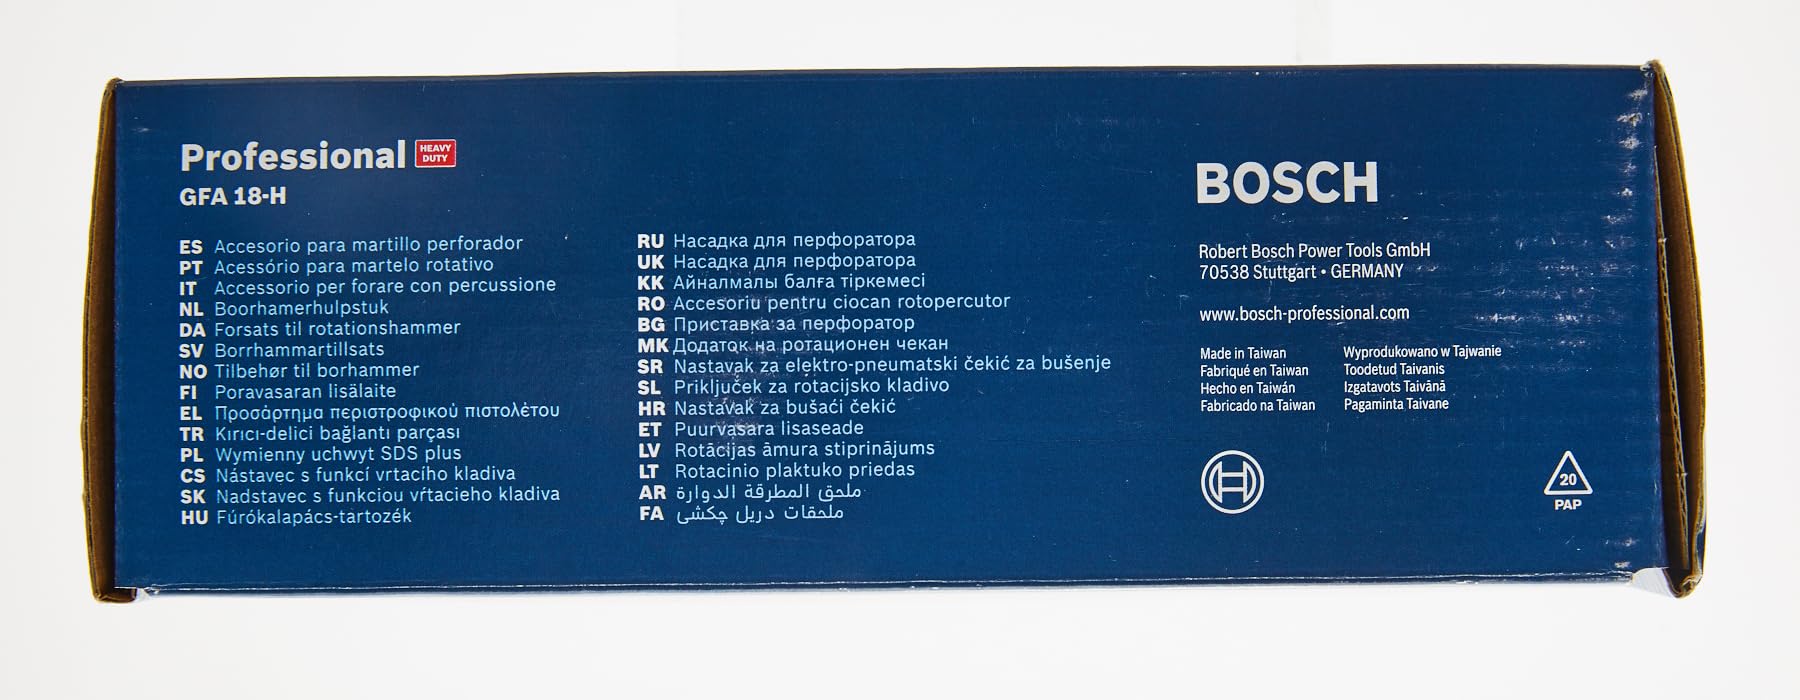 Professional HEAVY DUTY
GFA 18-H
ES Accesorio para martillo perforador
PT Acessório para martelo rotativo
IT Accessorio per forare con percussione
NL Boorhamerhulpstuk
DA Forsats til rotationshammer
SV Borrhammartillsats
NO Tilbehør til borhammer
FI Poravasaran lisälaite
EL Προσάρτημα περιστροφικού πιστολέτου
TR Kırıcı-delici bağlantı parçası
PL Wymienny uchwyt SDS plus
CS Nástavec s funkcí vrtacího kladiva
SK Nadstavec s funkciou vŕtacieho kladiva
HU Fúrókalapács-tartozék
RU Насадка для перфоратора
UK Насадка для перфоратора
KK Айналмалы балға тіркемесі
RO Accesoriu pentru ciocan rotopercutor
BG Приставка за перфоратор
MK Додаток на ротационен чекан
SR Nastavak za elektro-pneumatski čekić za bušenje
SL Priključek za rotacijsko kladivo
HR Nastavak za bušaći čekić
ET Puurvasara lisaseade
LV Rotācijas āmura stiprinājums
LT Rotacinio plaktuko priedas
AR ملحق المطرقة الدوارة
FA ملحقات دریل چکشی
BOSCH
Robert Bosch Power Tools GmbH
70538 Stuttgart • GERMANY
www.bosch-professional.com
Made in Taiwan
Fabriqué en Taiwan
Hecho en Taiwán
Fabricado na Taiwan
Wyprodukowano w Tajwanie
Toodetud Taivanis
Izgatavots Taivānā
Pagaminta Taivane
20
PAP